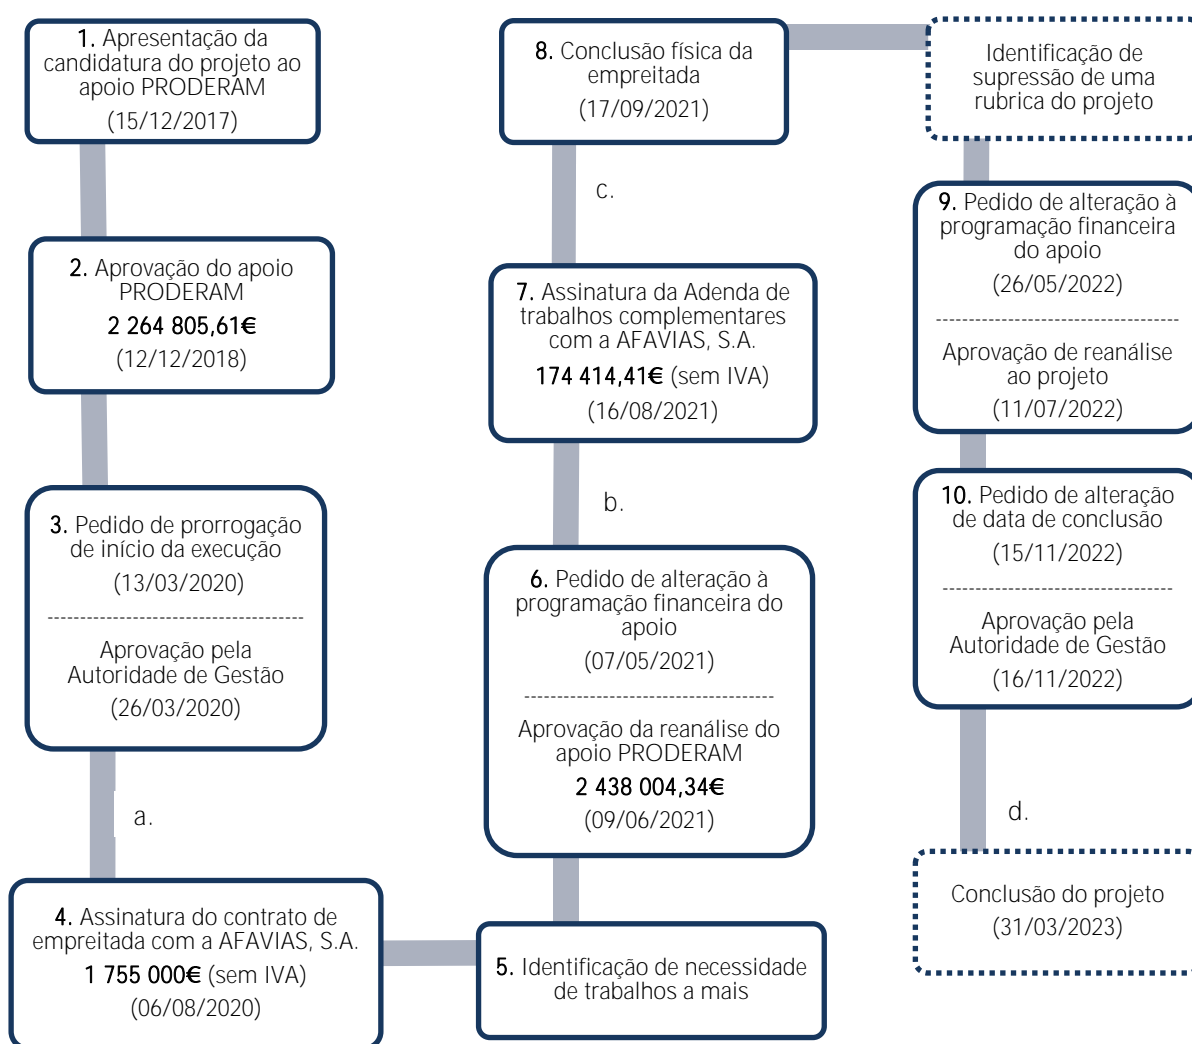 1. Apresentação da
candidatura do projeto ao
apoio PRODERAM
(15/12/2017)
2. Aprovação do apoio
PRODERAM
2 264 805,61€
(12/12/2018)
3. Pedido de prorrogação
de início da execução
(13/03/2020)
Aprovação pela
Autoridade de Gestão
(26/03/2020)
a.
4. Assinatura do contrato de
empreitada com a AFAVIAS, S.A.
1 755 000€ (sem IVA)
(06/08/2020)
5. Identificação de necessidade
de trabalhos a mais
6. Pedido de alteração à
programação financeira do
apoio
(07/05/2021)
Aprovação da reanálise do
apoio PRODERAM
2 438 004,34€
(09/06/2021)
b.
7. Assinatura da Adenda de
trabalhos complementares
com a AFAVIAS, S.A.
174 414,41€ (sem IVA)
(16/08/2021)
c.
8. Conclusão física da
empreitada
(17/09/2021)
Identificação de
supressão de uma
rubrica do projeto
9. Pedido de alteração à
programação financeira
do apoio
(26/05/2022)
Aprovação de reanálise
ao projeto
(11/07/2022)
10. Pedido de alteração
de data de conclusão
(15/11/2022)
Aprovação pela
Autoridade de Gestão
(16/11/2022)
d.
Conclusão do projeto
(31/03/2023)